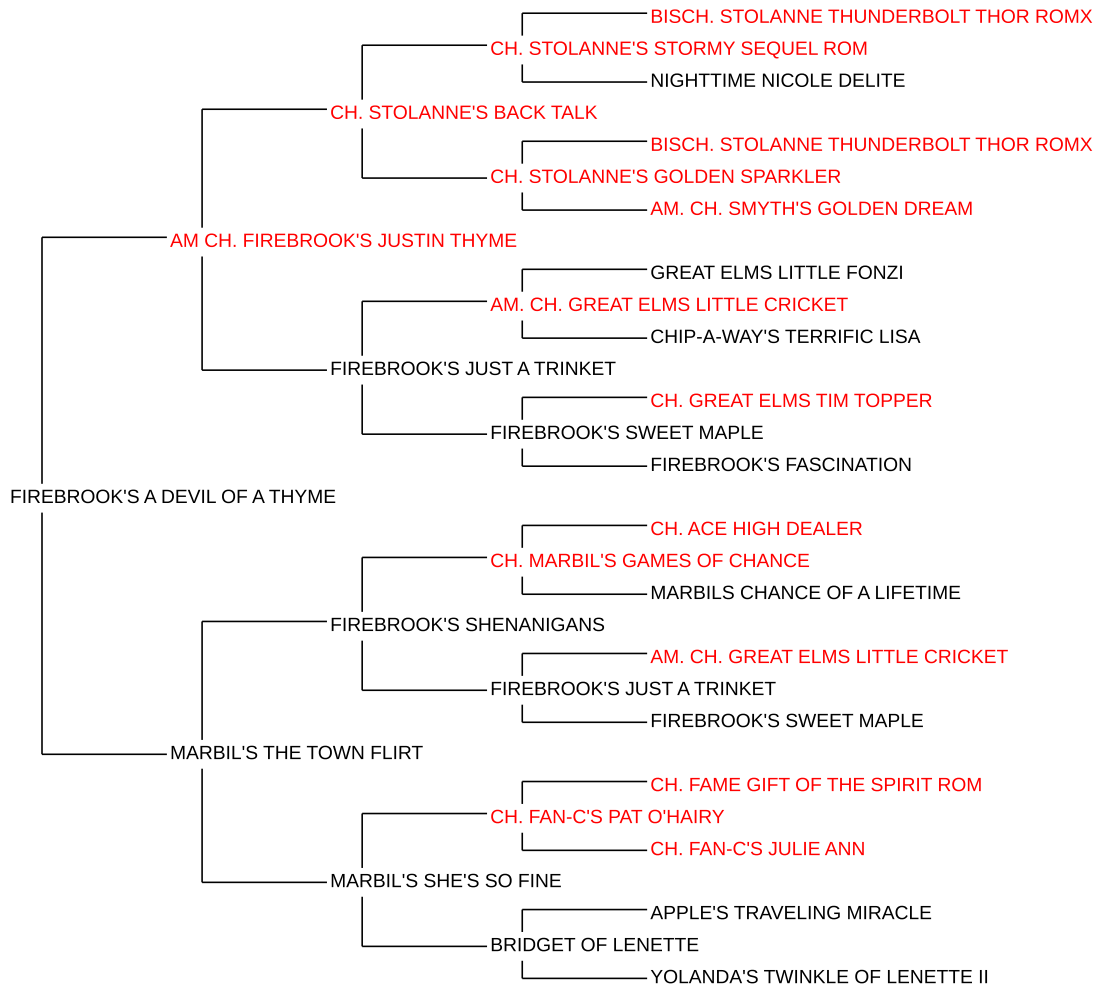 BISCH. STOLANNE THUNDERBOLT THOR ROMX
CH. STOLANNE'S STORMY SEQUEL ROM
NIGHTTIME NICOLE DELITE
CH. STOLANNE'S BACK TALK
BISCH. STOLANNE THUNDERBOLT THOR ROMX
CH. STOLANNE'S GOLDEN SPARKLER
AM. CH. SMYTH'S GOLDEN DREAM
AM CH. FIREBROOK'S JUSTIN THYME
GREAT ELMS LITTLE FONZI
AM. CH. GREAT ELMS LITTLE CRICKET
CHIP-A-WAY'S TERRIFIC LISA
FIREBROOK'S JUST A TRINKET
CH. GREAT ELMS TIM TOPPER
FIREBROOK'S SWEET MAPLE
FIREBROOK'S FASCINATION
FIREBROOK'S A DEVIL OF A THYME
CH. ACE HIGH DEALER
CH. MARBIL'S GAMES OF CHANCE
MARBILS CHANCE OF A LIFETIME
FIREBROOK'S SHENANIGANS
AM. CH. GREAT ELMS LITTLE CRICKET
FIREBROOK'S JUST A TRINKET
FIREBROOK'S SWEET MAPLE
MARBIL'S THE TOWN FLIRT
CH. FAME GIFT OF THE SPIRIT ROM
CH. FAN-C'S PAT O'HAIRY
CH. FAN-C'S JULIE ANN
MARBIL'S SHE'S SO FINE
APPLE'S TRAVELING MIRACLE
BRIDGET OF LENETTE
YOLANDA'S TWINKLE OF LENETTE II